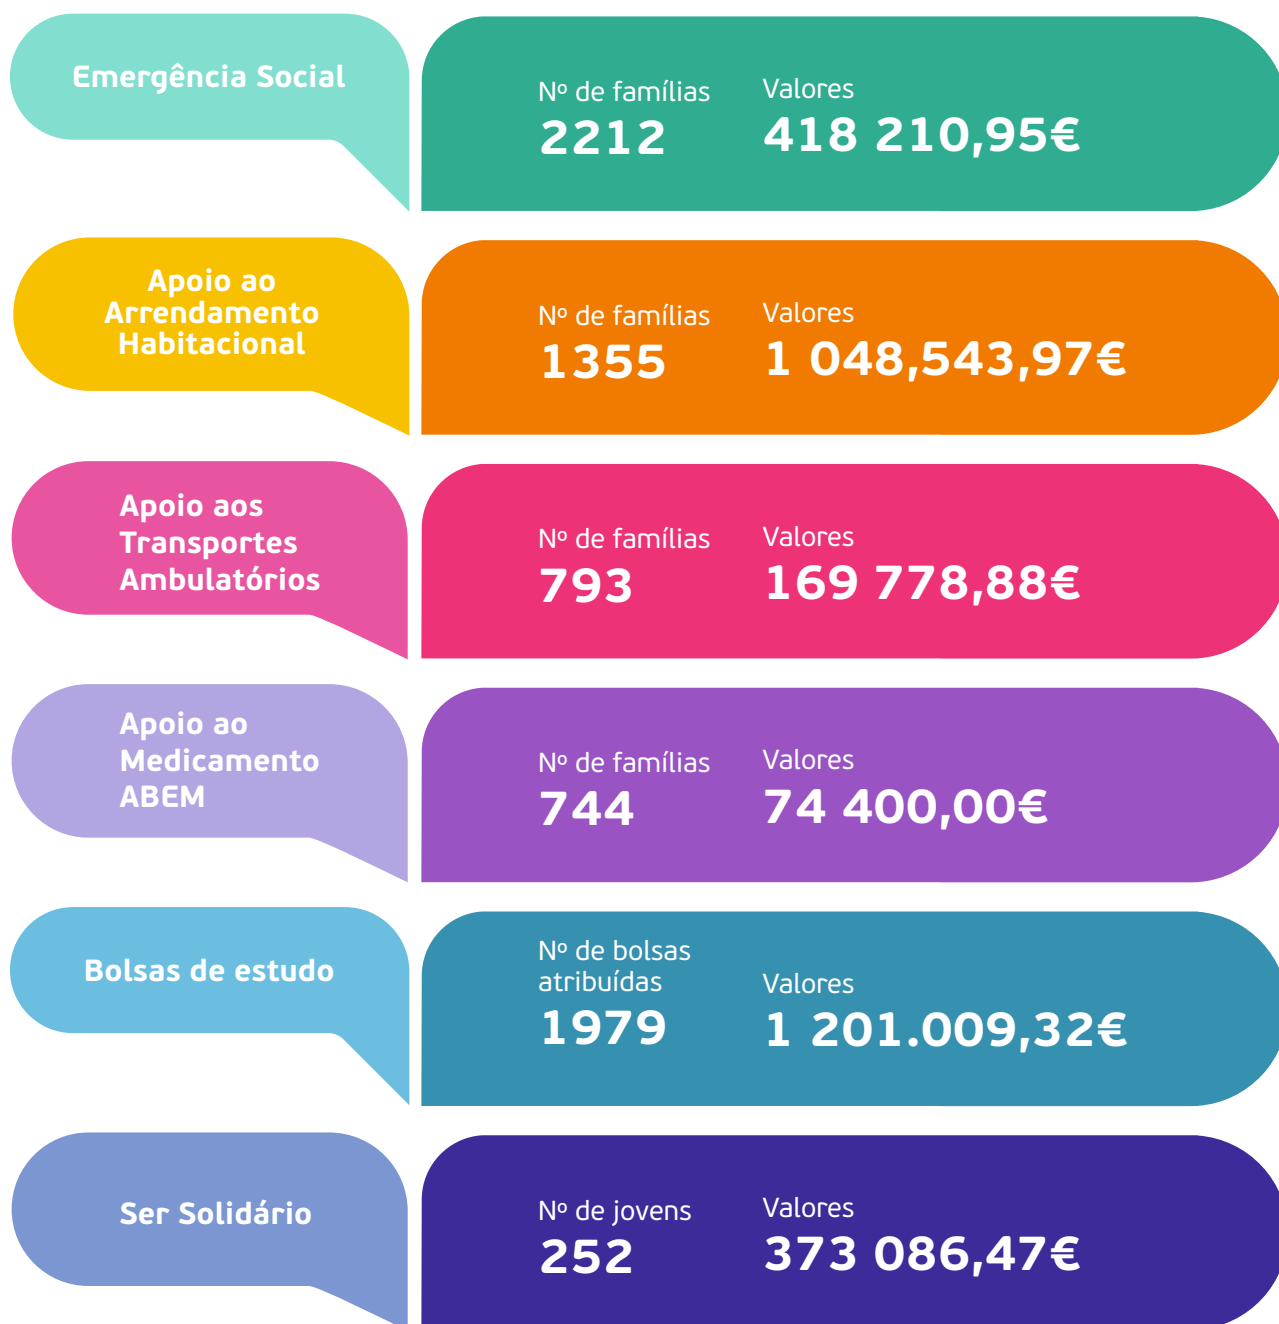 Emergência Social
Nº de famílias
2212
Valores
418 210,95€
Apoio ao
Arrendamento
Habitacional
Nº de famílias
1355
Valores
1 048,543,97€
Apoio aos
Transportes
Ambulatórios
Nº de famílias
793
Valores
169 778,88€
Apoio ao
Medicamento
ABEM
Nº de famílias
744
Valores
74 400,00€
Bolsas de estudo
Nº de bolsas
atribuídas
1979
Valores
1 201.009,32€
Ser Solidário
Nº de jovens
252
Valores
373 086,47€